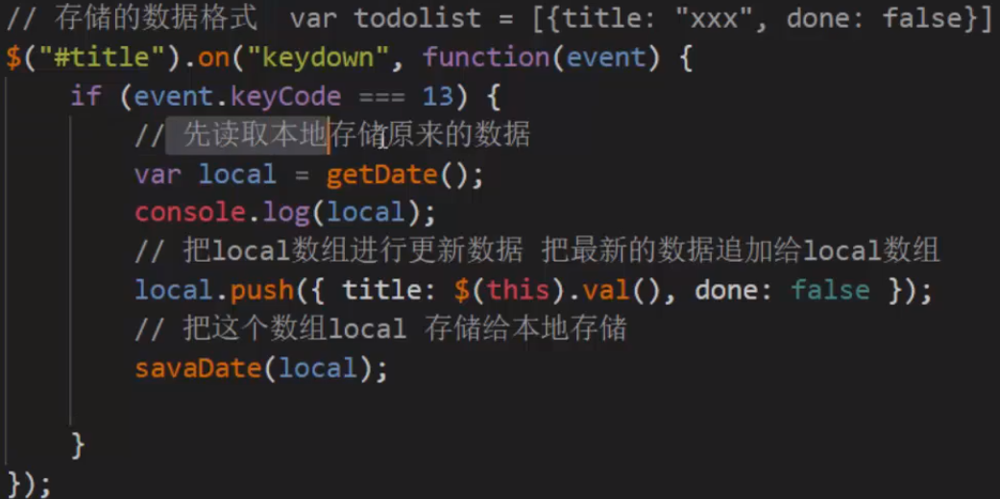 // 存储的数据格式  var todolist = [{title: "xxx", done: false}]
$("#title").on("keydown", function(event) {
    if (event.keyCode === 13) {
        // 先读取本地存储原来的数据
        var local = getDate();
        console.log(local);
        // 把local数组进行更新数据 把最新的数据追加给local数组
        local.push({ title: $(this).val(), done: false });
        // 把这个数组local 存储给本地存储
        savaDate(local);
    }
});